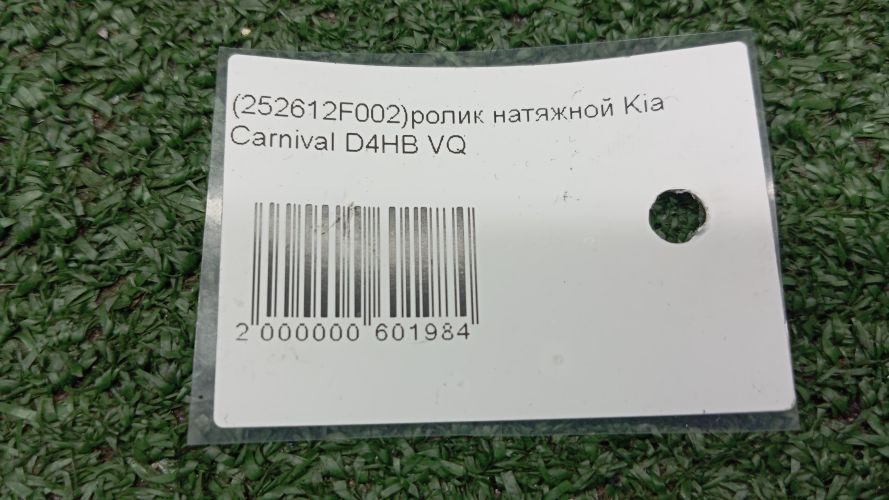 (252612F002)ролик натяжной Kia
Carnival D4HB VQ
2 000000 601984